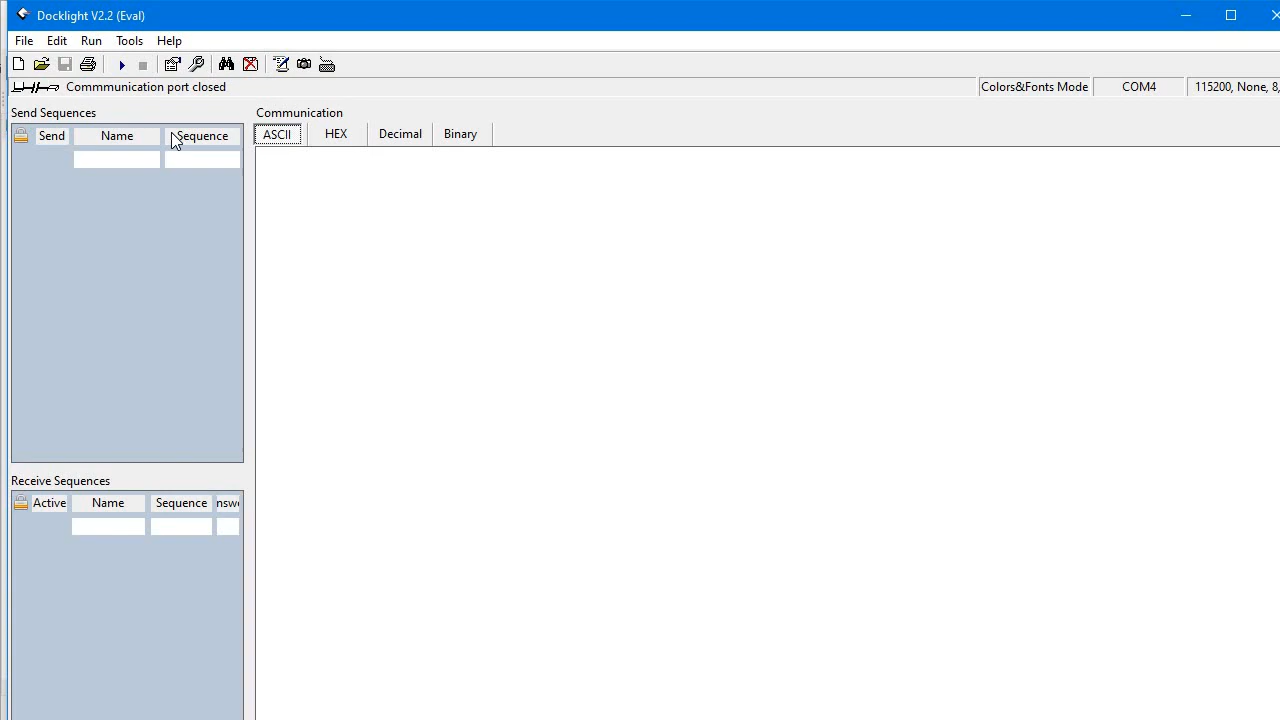 Docklight V2.2 (Eval)
File Edit Run Tools Help
Commmunication port closed Colors&Fonts Mode COM4 115200, None, 8,
Send Sequences Communication
Send Name Sequence ASCII HEX Decimal Binary
Receive Sequences
Active Name Sequence nswe